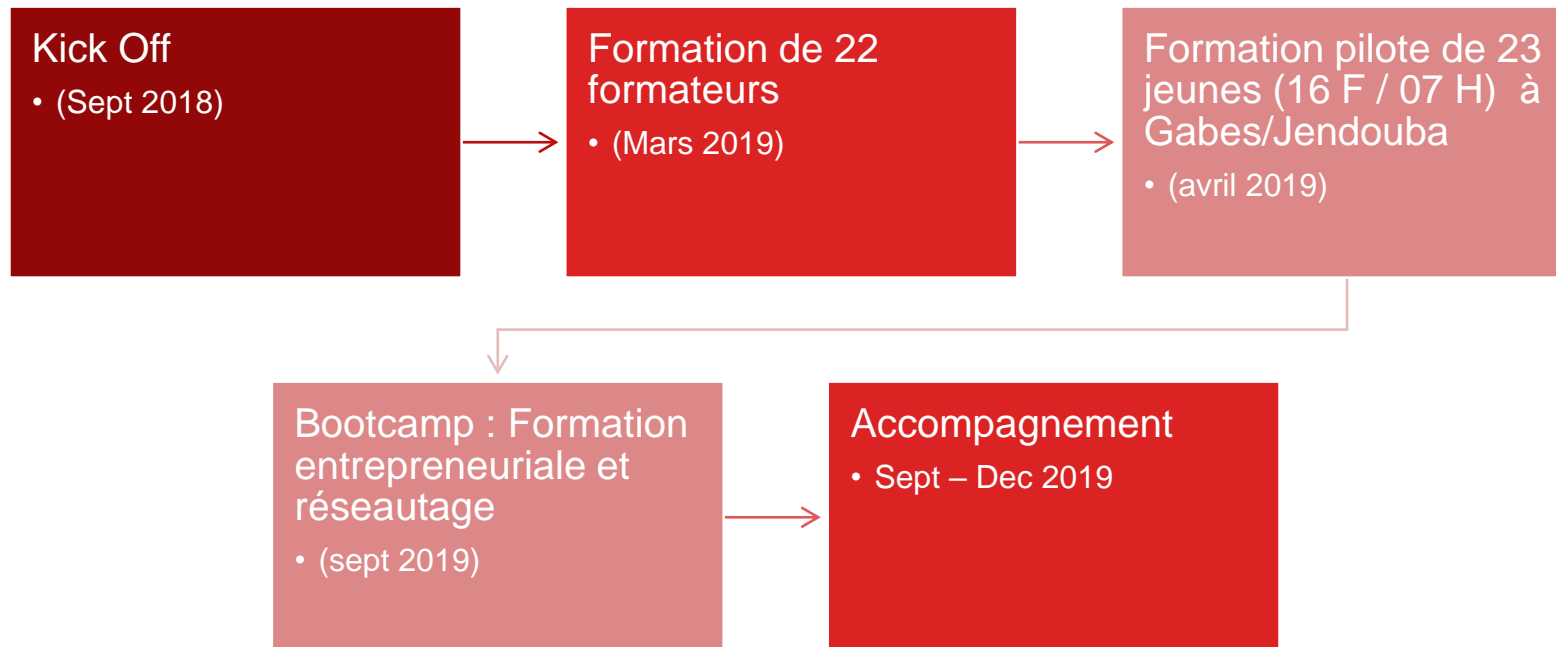 Kick Off
• (Sept 2018)
Formation de 22
formateurs
• (Mars 2019)
Formation pilote de 23
jeunes (16 F / 07 H) à
Gabes/Jendouba
• (avril 2019)
Bootcamp : Formation
entrepreneuriale et
réseautage
• (sept 2019)
Accompagnement
• Sept – Dec 2019